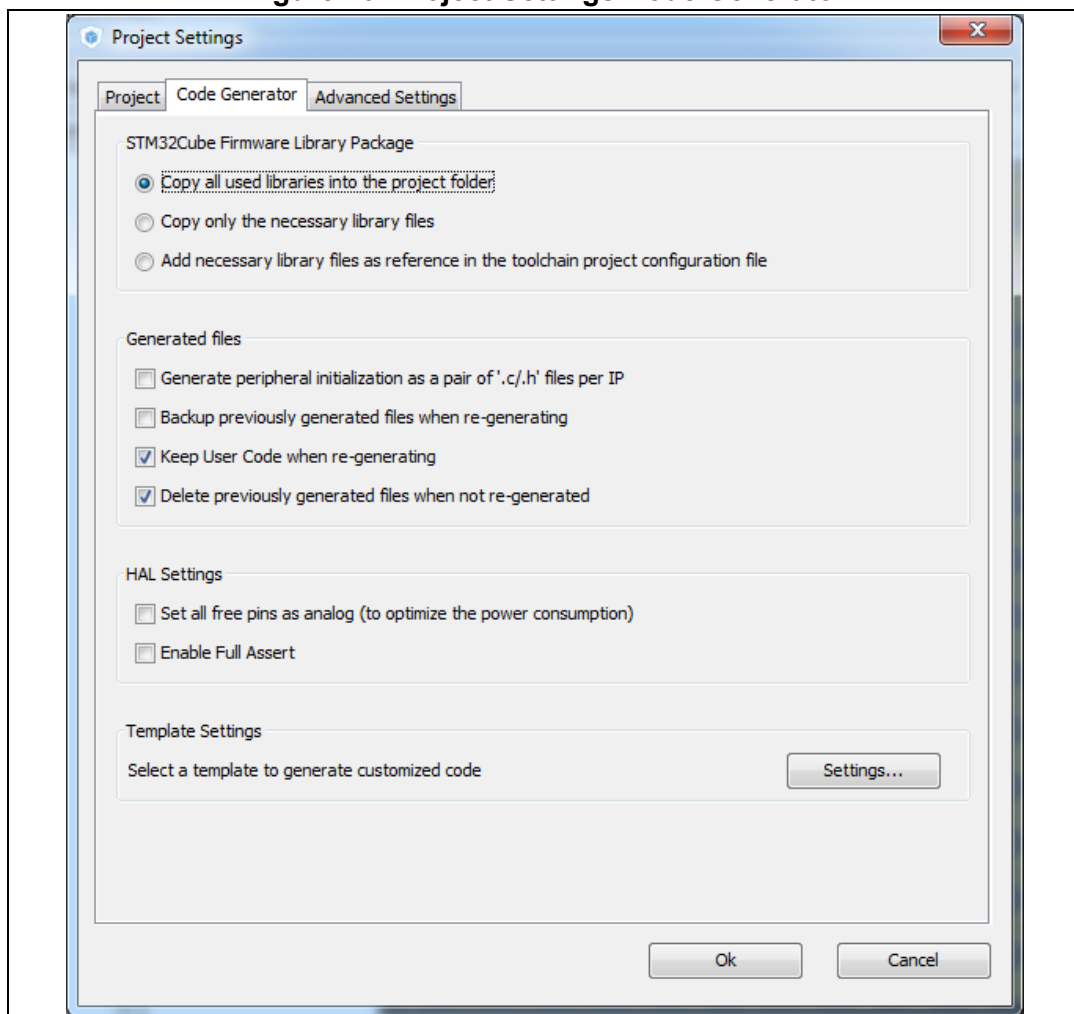 Project Settings
Project Code Generator Advanced Settings
STM32Cube Firmware Library Package
Copy all used libraries into the project folder
Copy only the necessary library files
Add necessary library files as reference in the toolchain project configuration file
Generated files
Generate peripheral initialization as a pair of '.c/.h' files per IP
Backup previously generated files when re-generating
Keep User Code when re-generating
Delete previously generated files when not re-generated
HAL Settings
Set all free pins as analog (to optimize the power consumption)
Enable Full Assert
Template Settings
Select a template to generate customized code Settings...
Ok Cancel